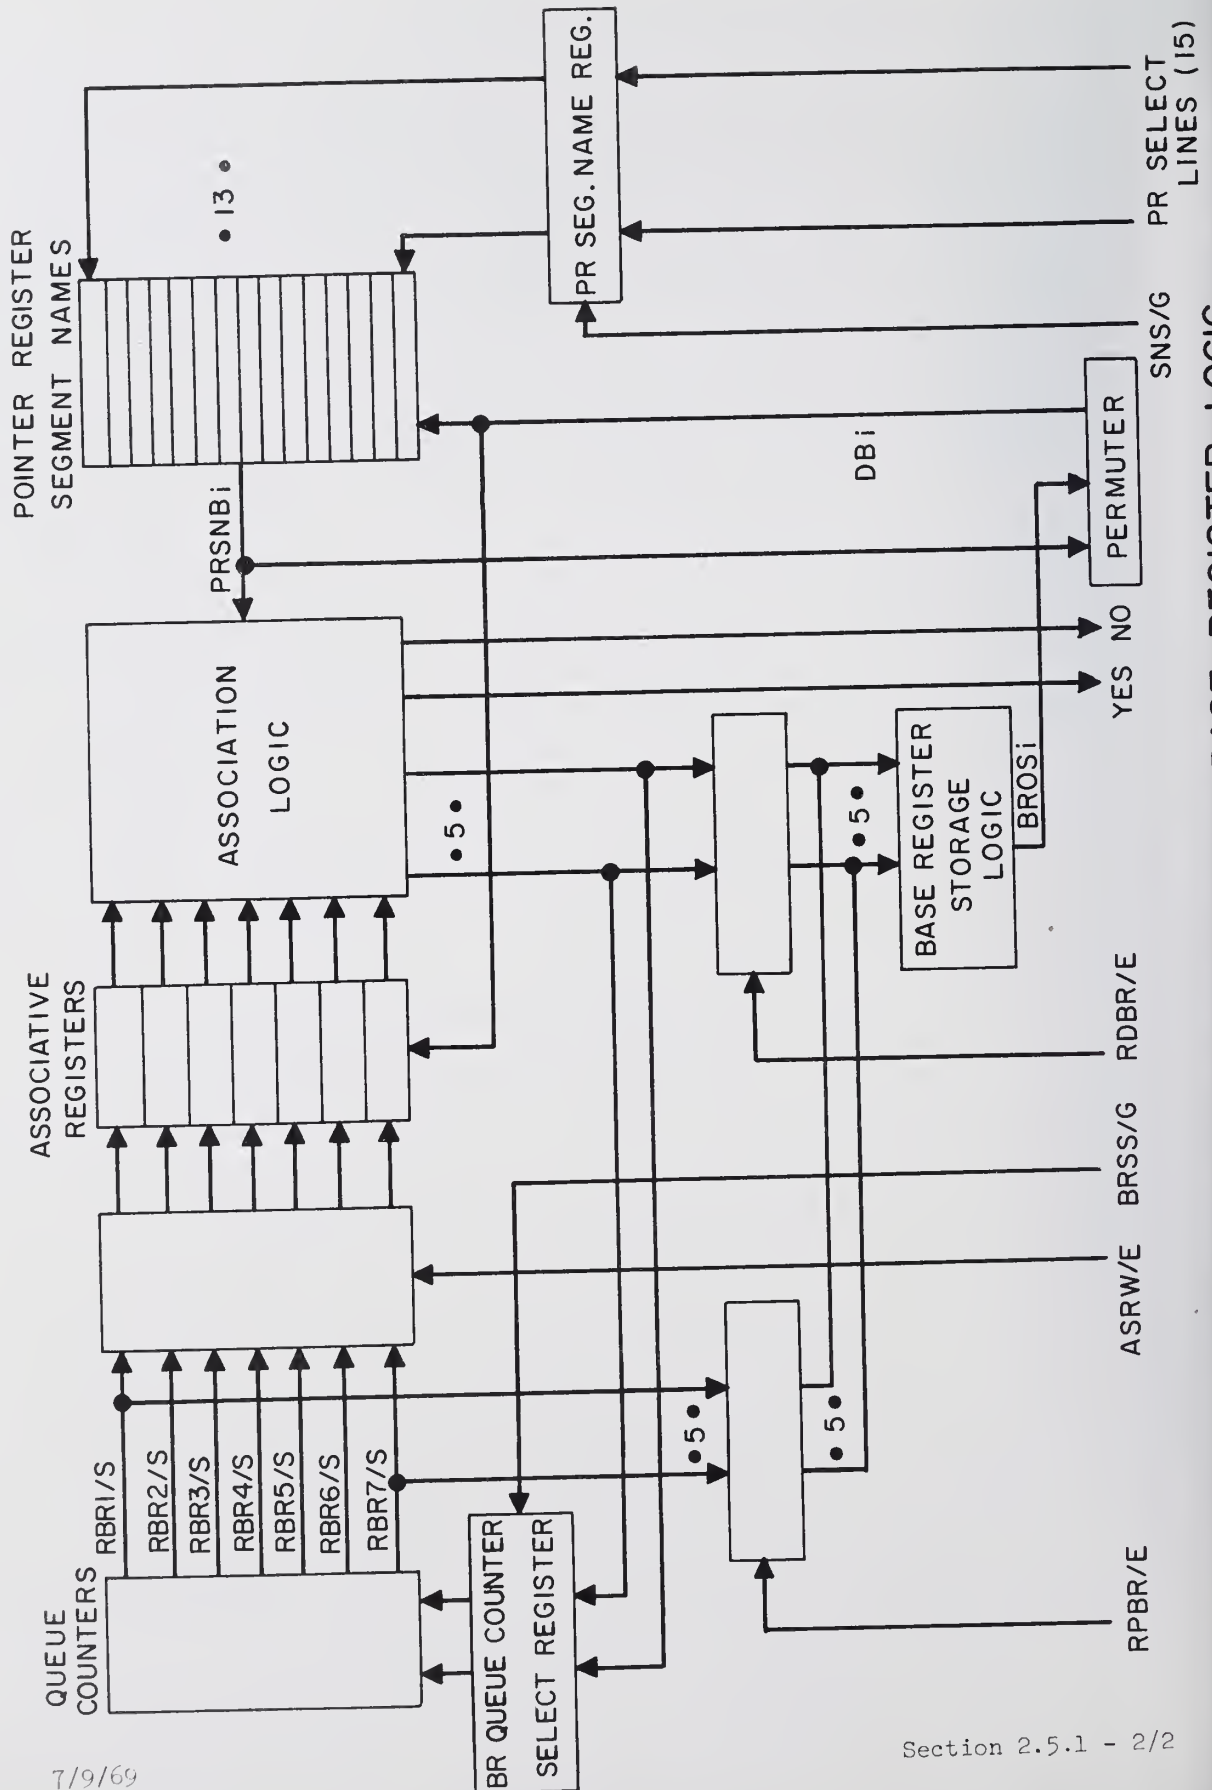 QUEUE
COUNTERS
RBR1/S
RBR2/S
RBR3/S
RBR4/S
RBR5/S
RBR6/S
RBR7/S
ASSOCIATIVE
REGISTERS
ASSOCIATION
LOGIC
PRSNBi
POINTER REGISTER
SEGMENT NAMES
• 13 •
BR QUEUE COUNTER
SELECT REGISTER
• 5 •
• 5 •
• 5 •
• 5 •
BASE REGISTER
STORAGE
LOGIC
BROSi
DBi
PR SEG. NAME REG.
PERMUTER
RPBR/E
ASRW/E
BRSS/G
RDBR/E
YES
NO
SNS/G
PR SELECT
LINES (15)
REGISTER LOGIC
Section 2.5.1 - 2/2
7/9/69